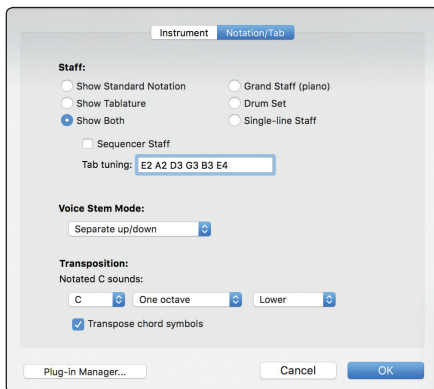 Instrument Notation/Tab
Staff:
Show Standard Notation Grand Staff (piano)
Show Tablature Drum Set
Show Both Single-line Staff
Sequencer Staff
Tab tuning: E2 A2 D3 G3 B3 E4
Voice Stem Mode:
Separate up/down
Transposition:
Notated C sounds:
C One octave Lower
Transpose chord symbols
Plug-in Manager... Cancel OK